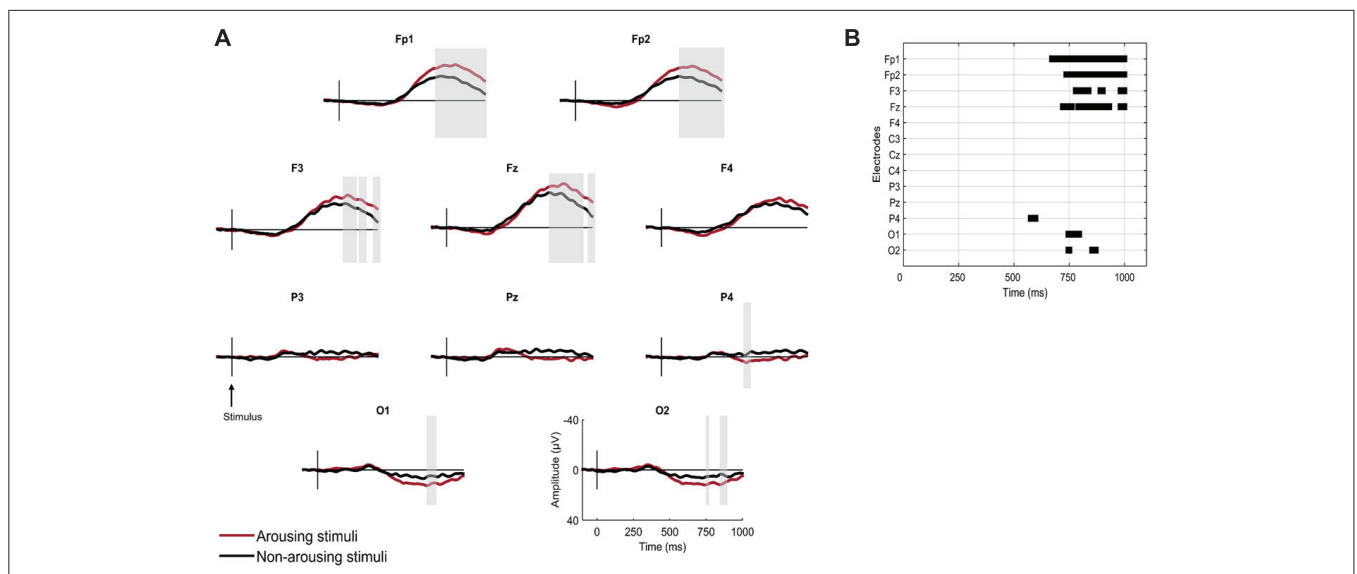 A
B
Fp1
Fp2
F3
Fz
F4
P3
Pz
P4
Stimulus
O1
O2
Amplitude (µV)
-40
0
40
0 250 500 750 1000
Time (ms)
Arousing stimuli
Non-arousing stimuli
Electrodes
Fp1
Fp2
F3
Fz
F4
C3
Cz
C4
P3
Pz
P4
O1
O2
0 250 500 750 1000
Time (ms)